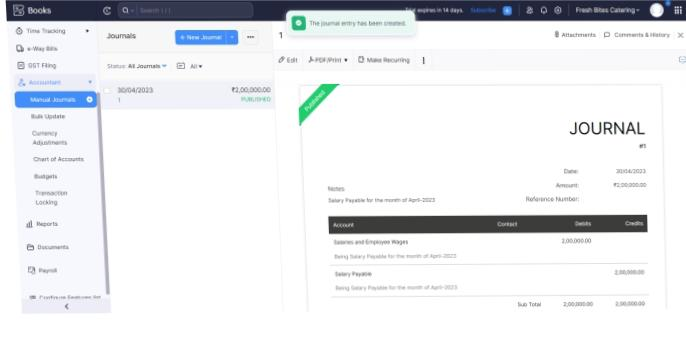 Books
Search ( / )
The journal entry has been created.
Trial expires in 14 days.
Subscribe
Fresh Bites Catering
Time Tracking
e-Way Bills
GST Filing
Accountant
Manual Journals
Bulk Update
Currency
Adjustments
Chart of Accounts
Budgets
Transaction
Locking
Reports
Documents
Payroll
Configure Features list
Journals
+ New Journal
Status: All Journals
All
30/04/2023 ₹2,00,000.00
1 PUBLISHED
1
Attachments
Comments & History
Edit
PDF/Print
Make Recurring
Published
JOURNAL
#1
Date: 30/04/2023
Amount: ₹2,00,000.00
Reference Number:
Notes
Salary Payable for the month of April-2023
Account Contact Debits Credits
Salaries and Employee Wages 2,00,000.00
Being Salary Payable for the month of April-2023
Salary Payable 2,00,000.00
Being Salary Payable for the month of April-2023
Sub Total 2,00,000.00 2,00,000.00